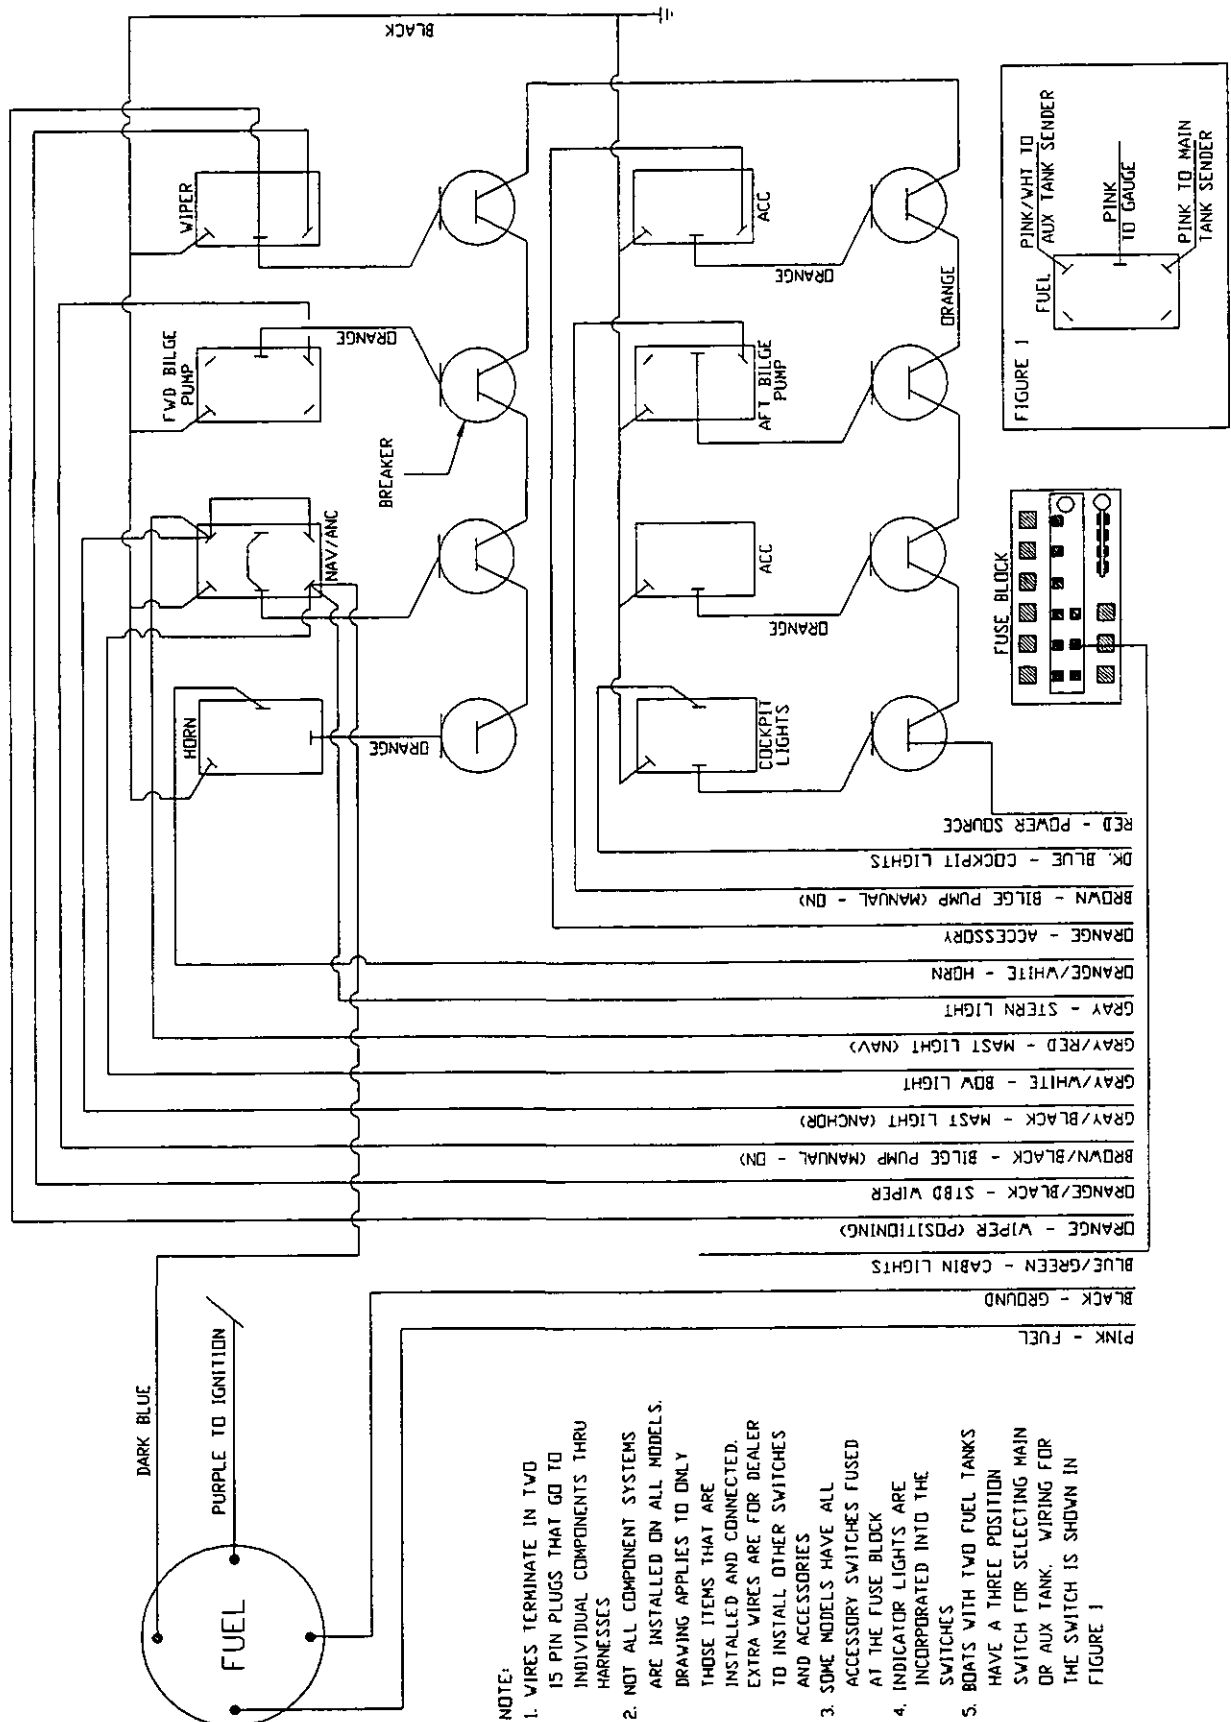 BLACK
WIPER
FWD BILGE
PUMP
NAV/ANC
HORN
ORANGE
ORANGE
BREAKER
ACC
AFT BILGE
PUMP
ACC
COCKPIT
LIGHTS
ORANGE
ORANGE
ORANGE
FIGURE 1
FUEL
PINK/WHT TO
AUX TANK SENDER
PINK
TO GAUGE
PINK TO MAIN
TANK SENDER
FUSE BLOCK
RED - POWER SOURCE
DK. BLUE - COCKPIT LIGHTS
BROWN - BILGE PUMP (MANUAL - ON)
ORANGE - ACCESSORY
ORANGE/WHITE - HORN
GRAY - STERN LIGHT
GRAY/RED - MAST LIGHT (NAV)
GRAY/WHITE - BOW LIGHT
GRAY/BLACK - MAST LIGHT (ANCHOR)
BROWN/BLACK - BILGE PUMP (MANUAL - ON)
ORANGE/BLACK - STBD WIPER
ORANGE - WIPER (POSITIONING)
BLUE/GREEN - CABIN LIGHTS
BLACK - GROUND
PINK - FUEL
DARK BLUE
PURPLE TO IGNITION
FUEL
NOTE:
1. WIRES TERMINATE IN TWO
15 PIN PLUGS THAT GO TO
INDIVIDUAL COMPONENTS THRU
HARNESSES
2. NOT ALL COMPONENT SYSTEMS
ARE INSTALLED ON ALL MODELS.
DRAWING APPLIES TO ONLY
THOSE ITEMS THAT ARE
INSTALLED AND CONNECTED.
EXTRA WIRES ARE FOR DEALER
TO INSTALL OTHER SWITCHES
AND ACCESSORIES
3. SOME MODELS HAVE ALL
ACCESSORY SWITCHES FUSED
AT THE FUSE BLOCK
4. INDICATOR LIGHTS ARE
INCORPORATED INTO THE
SWITCHES
5. BOATS WITH TWO FUEL TANKS
HAVE A THREE POSITION
SWITCH FOR SELECTING MAIN
OR AUX TANK. WIRING FOR
THE SWITCH IS SHOWN IN
FIGURE 1